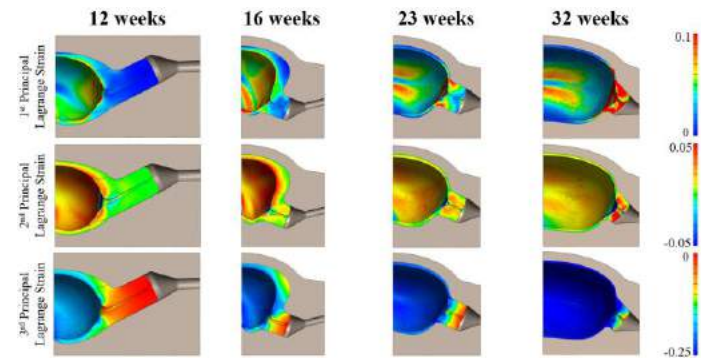 12 weeks 16 weeks 23 weeks 32 weeks
1st Principal
Lagrange Strain
0.1
0
2nd Principal
Lagrange Strain
0.05
-0.05
3rd Principal
Lagrange Strain
0
-0.25